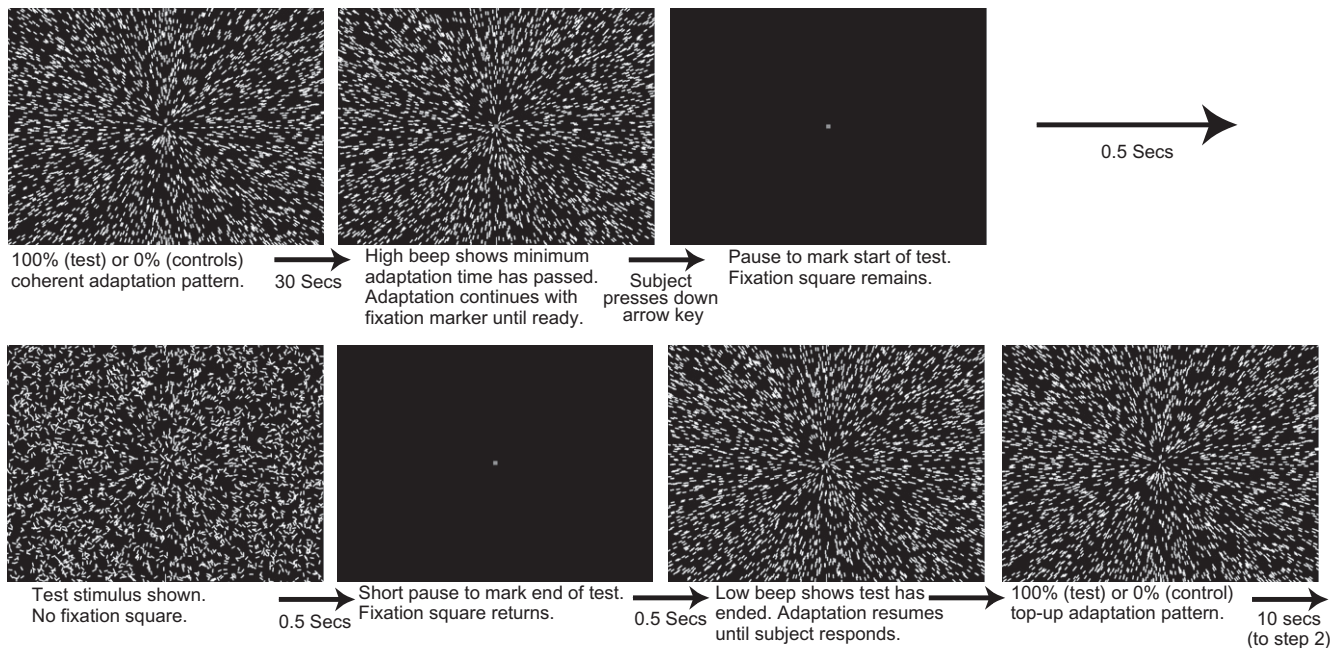 100% (test) or 0% (controls)
coherent adaptation pattern.
30 Secs
High beep shows minimum
adaptation time has passed.
Adaptation continues with
fixation marker until ready.
Subject
presses down
arrow key
Pause to mark start of test.
Fixation square remains.
0.5 Secs
Test stimulus shown.
No fixation square.
0.5 Secs
Short pause to mark end of test.
Fixation square returns.
0.5 Secs
Low beep shows test has
ended. Adaptation resumes
until subject responds.
100% (test) or 0% (control)
top-up adaptation pattern.
10 secs
(to step 2)